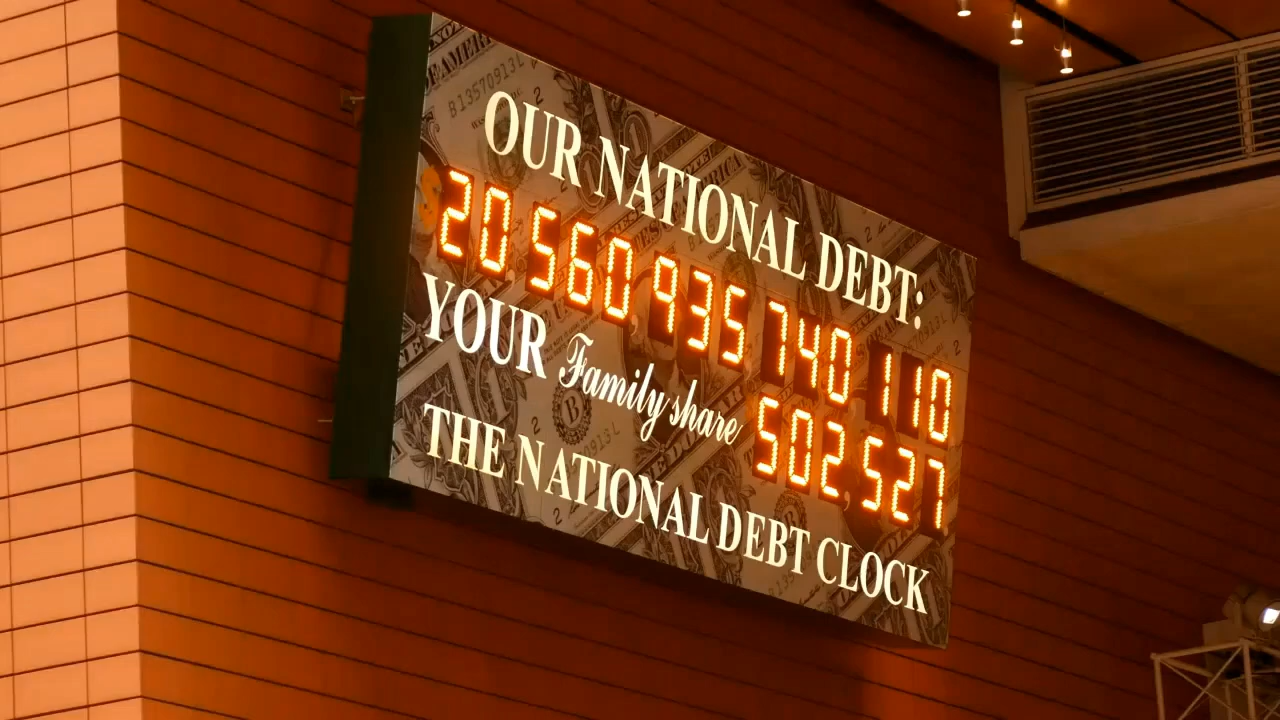 OUR NATIONAL DEBT:
$20,560,935,740,110
YOUR Family share 502,527
THE NATIONAL DEBT CLOCK